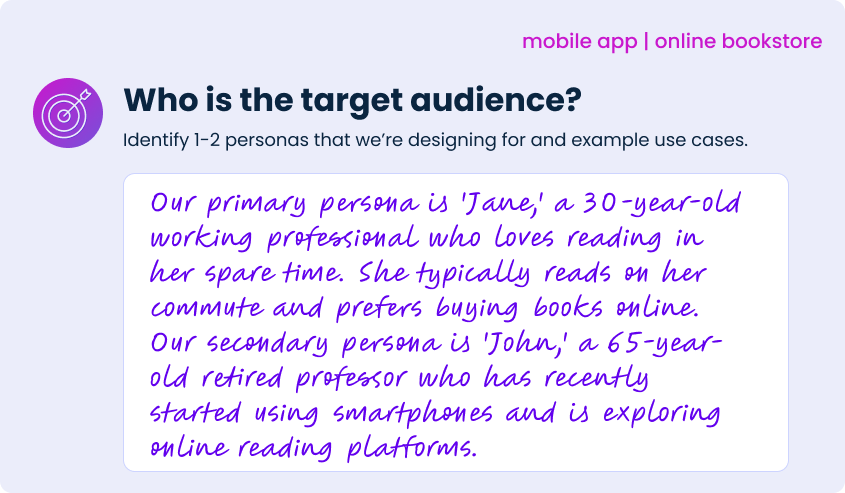 mobile app | online bookstore
Who is the target audience?
Identify 1-2 personas that we're designing for and example use cases.
Our primary persona is 'Jane,' a 30-year-old
working professional who loves reading in
her spare time. She typically reads on her
commute and prefers buying books online.
Our secondary persona is 'John,' a 65-year-
old retired professor who has recently
started using smartphones and is exploring
online reading platforms.